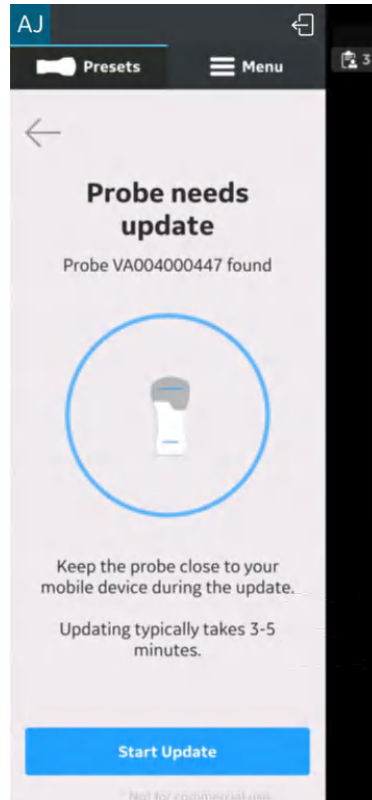 AJ
Presets
Menu
3
Probe needs
update
Probe VA004000447 found
Keep the probe close to your
mobile device during the update.
Updating typically takes 3-5
minutes.
Start Update
Not for commercial use